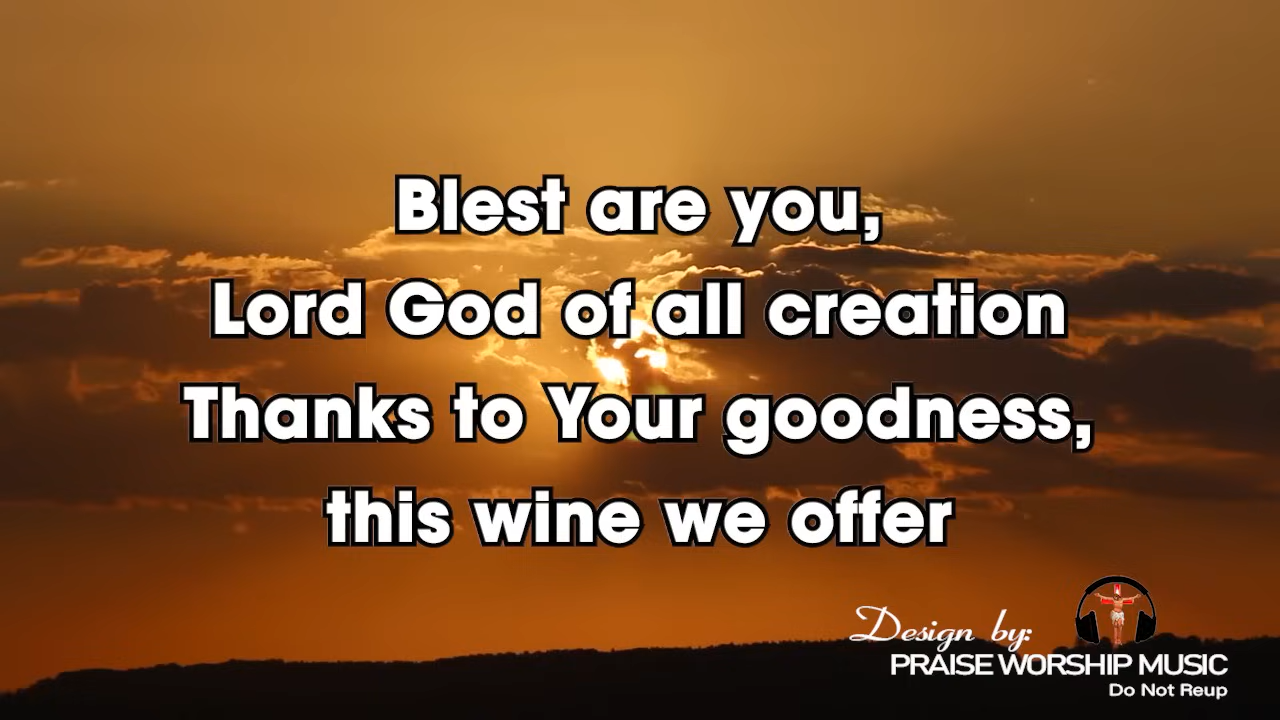 Blest are you,
Lord God of all creation
Thanks to Your goodness,
this wine we offer
Design by:
PRAISE WORSHIP MUSIC
Do Not Reup